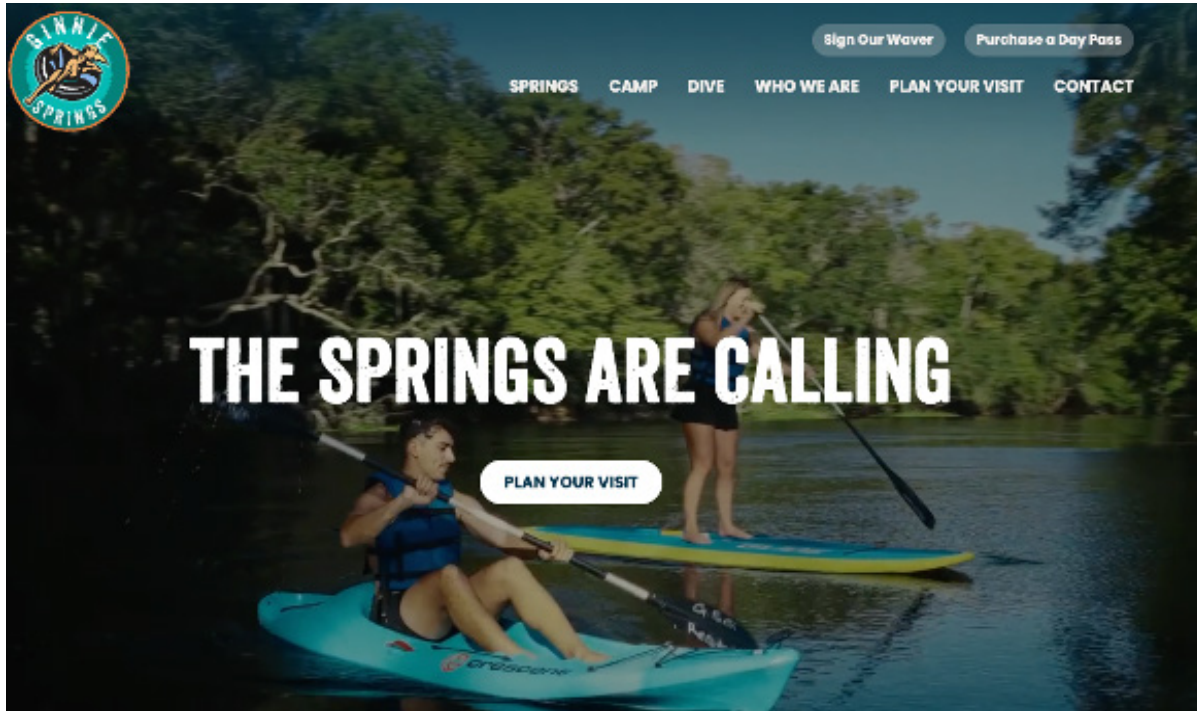 GINNIE
SPRINGS
Sign Our Waver
Purchase a Day Pass
SPRINGS
CAMP
DIVE
WHO WE ARE
PLAN YOUR VISIT
CONTACT
THE SPRINGS ARE CALLING
PLAN YOUR VISIT
crescent